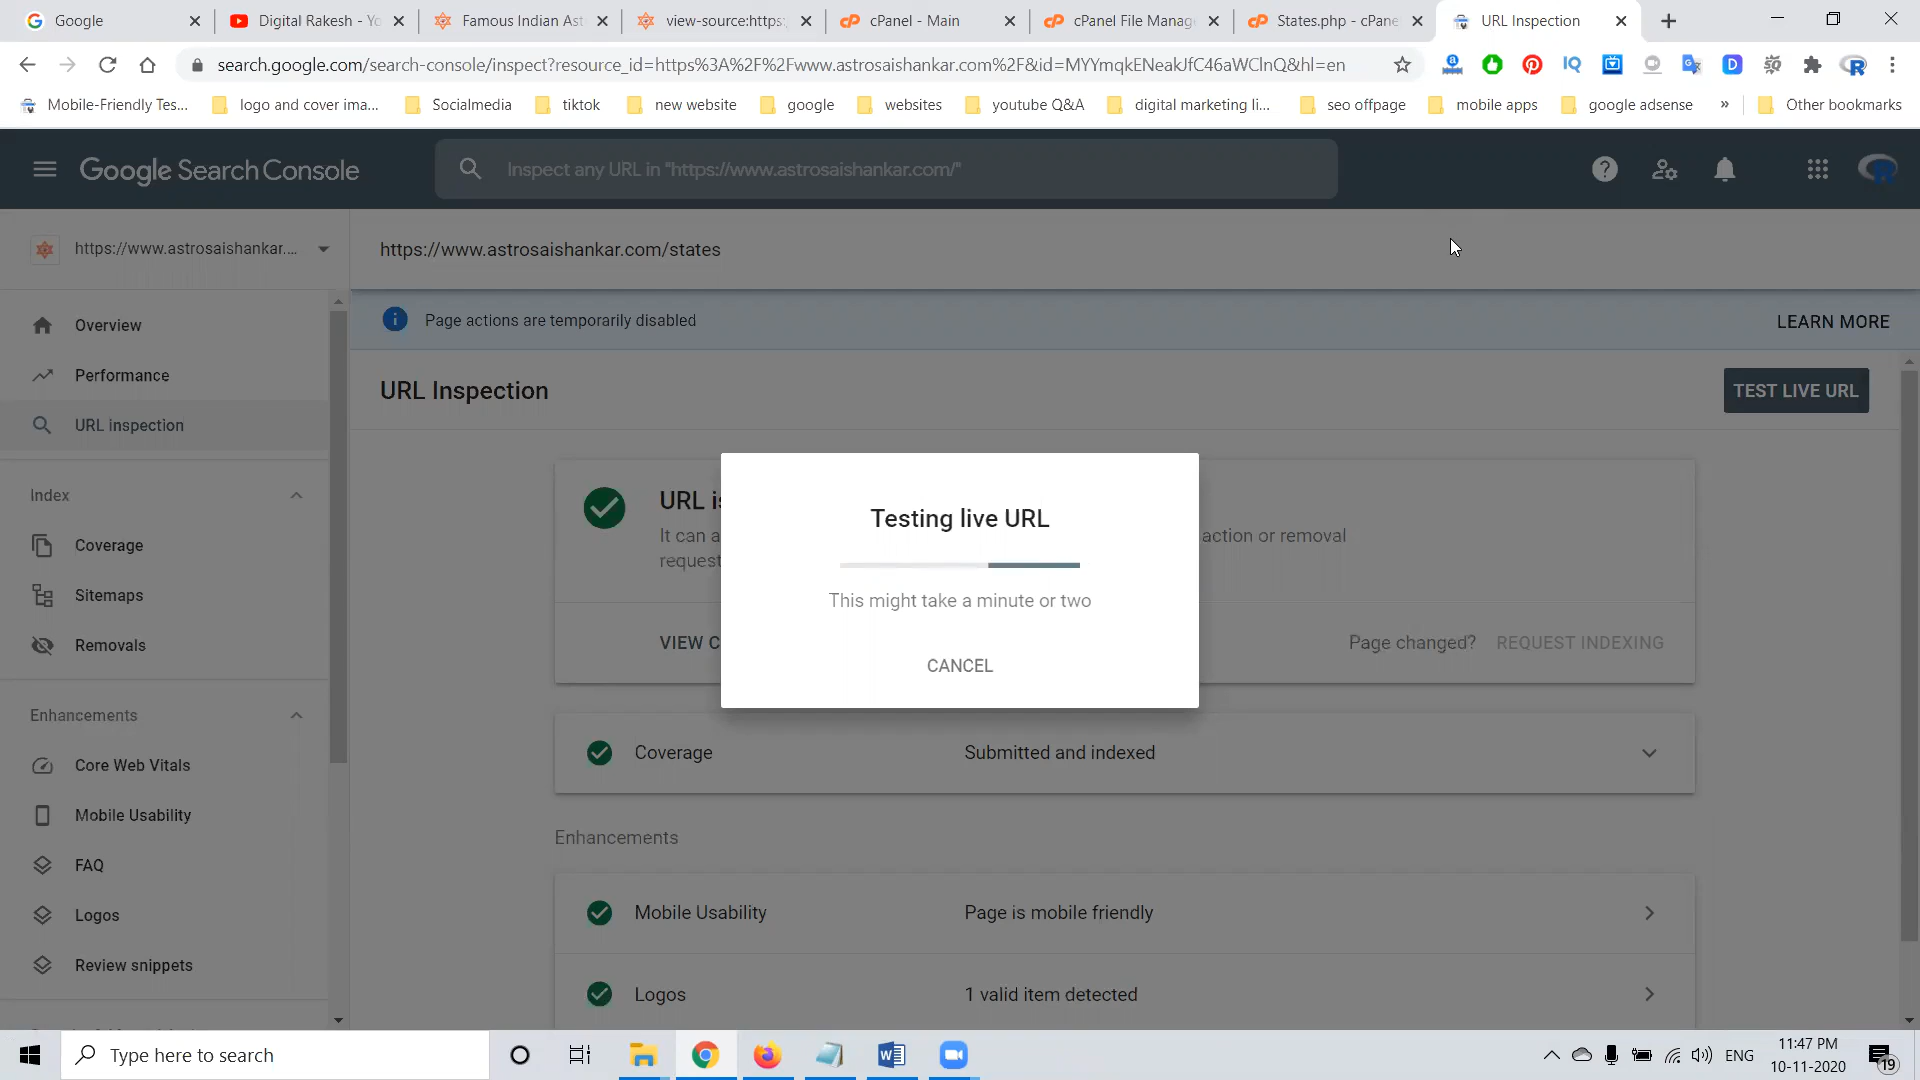 Google
Digital Rakesh - Yo
Famous Indian Ast
view-source:https:
cPanel - Main
cPanel File Manag
States.php - cPane
URL Inspection
search.google.com/search-console/inspect?resource_id=https%3A%2F%2Fwww.astrosaishankar.com%2F&id=MYYmqkENeakJfC46aWClnQ&hl=en
Mobile-Friendly Tes...
logo and cover ima...
Socialmedia
tiktok
new website
google
websites
youtube Q&A
digital marketing li...
seo offpage
mobile apps
google adsense
»
Other bookmarks
Google Search Console
Inspect any URL in "https://www.astrosaishankar.com/"
https://www.astrosaishankar....
https://www.astrosaishankar.com/states
Page actions are temporarily disabled
LEARN MORE
Overview
Performance
URL inspection
Index
Coverage
Sitemaps
Removals
Enhancements
Core Web Vitals
Mobile Usability
FAQ
Logos
Review snippets
URL Inspection
TEST LIVE URL
URL is
It can a
action or removal
request
VIEW C
Page changed?
REQUEST INDEXING
Testing live URL
This might take a minute or two
CANCEL
Coverage
Submitted and indexed
Enhancements
Mobile Usability
Page is mobile friendly
Logos
1 valid item detected
Type here to search
ENG
11:47 PM
10-11-2020
19